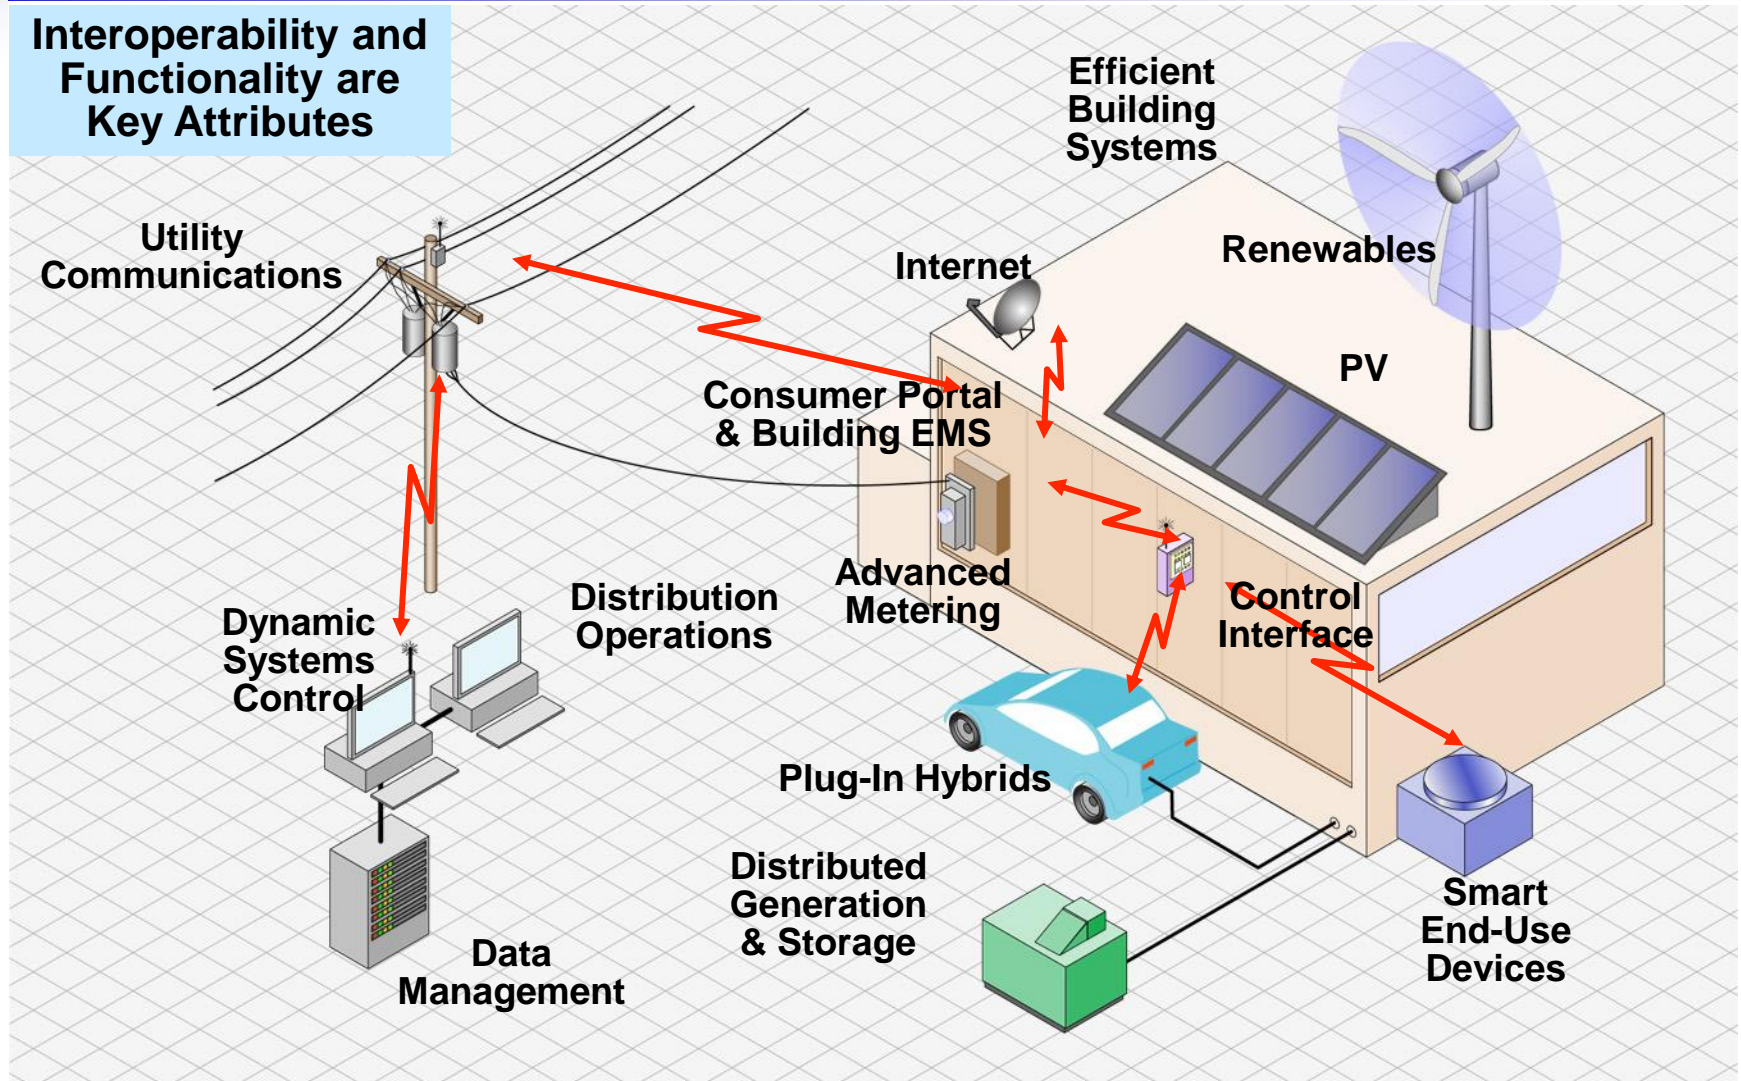 Interoperability and
Functionality are
Key Attributes
Efficient
Building
Systems
Utility
Communications
Internet
Renewables
PV
Consumer Portal
& Building EMS
Advanced
Metering
Control
Interface
Distribution
Operations
Dynamic
Systems
Control
Plug-In Hybrids
Distributed
Generation
& Storage
Smart
End-Use
Devices
Data
Management